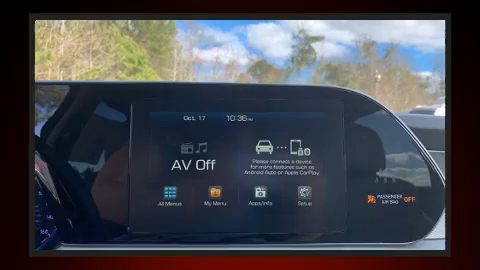 Oct. 17 10:36AM
AV Off
Please connect a device
for more features such as
Android Auto or Apple CarPlay.
All Menus My Menu Apps/Info Setup
PASSENGER
AIR BAG OFF